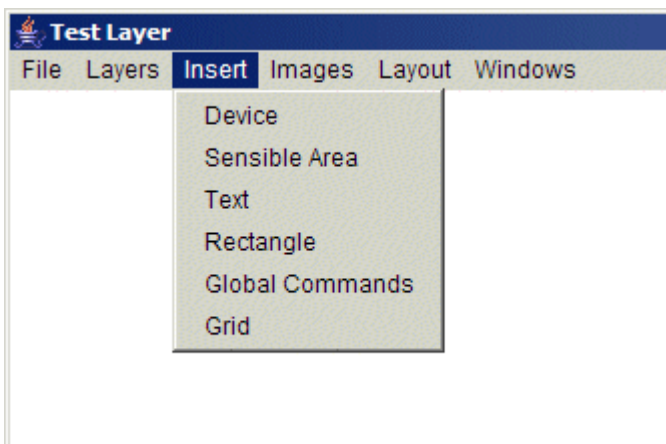 Test Layer
File Layers Insert Images Layout Windows
Device
Sensible Area
Text
Rectangle
Global Commands
Grid